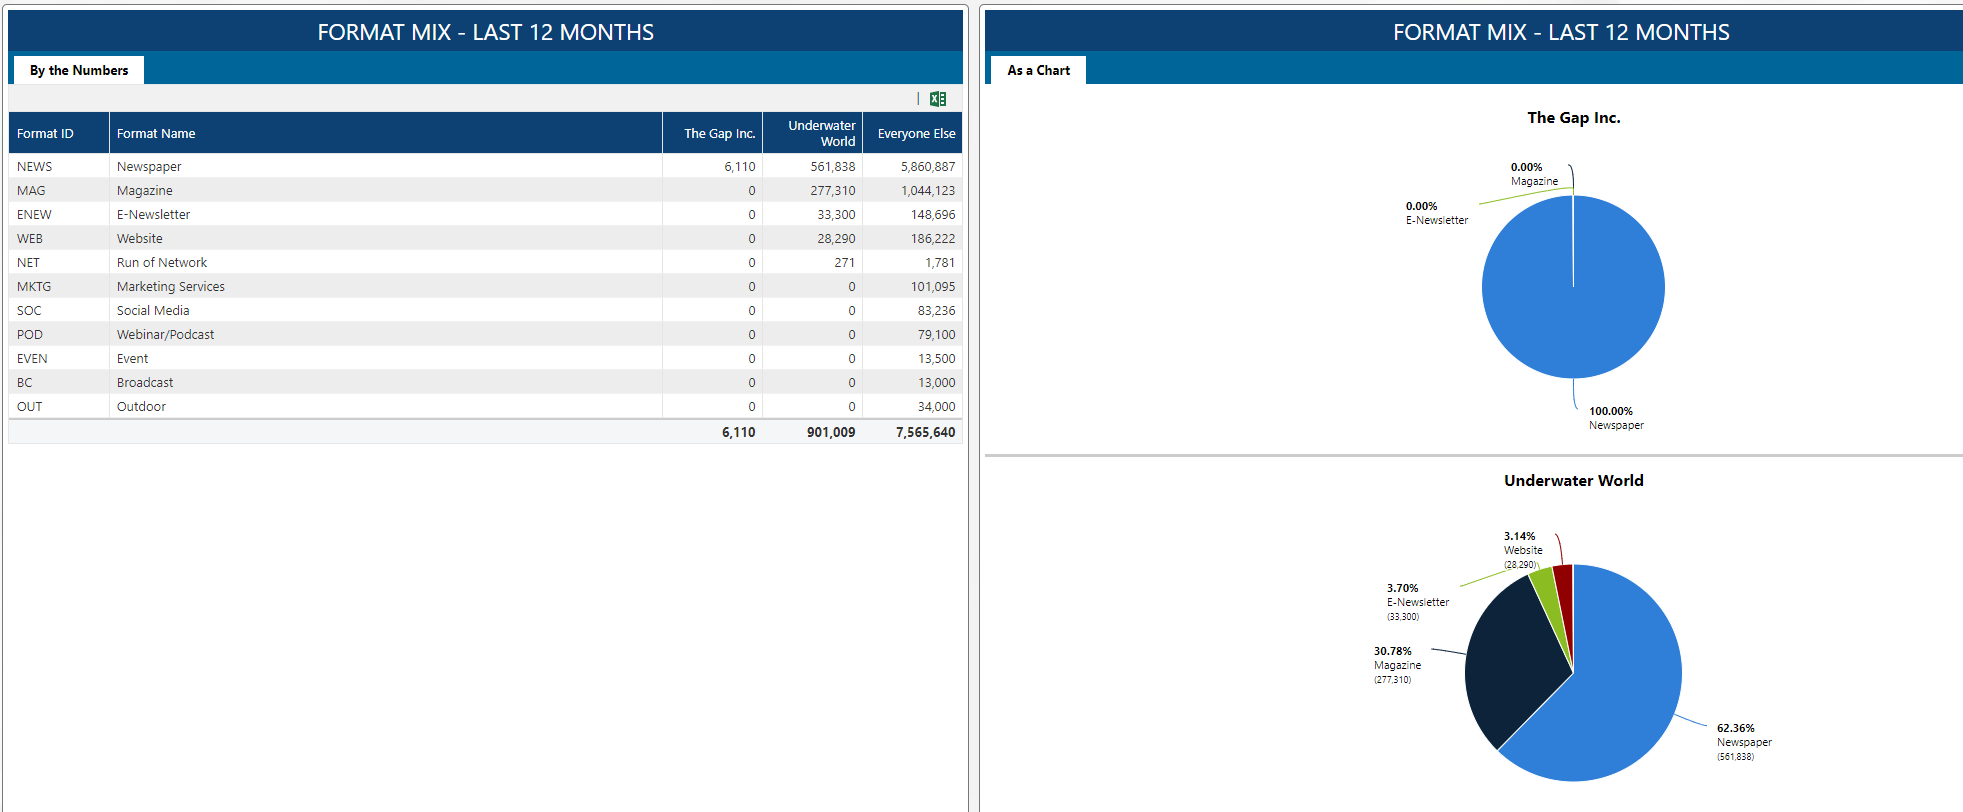 FORMAT MIX - LAST 12 MONTHS
By the Numbers
|
Format ID Format Name The Gap Inc. Underwater World Everyone Else
NEWS Newspaper 6,110 561,838 5,860,887
MAG Magazine 0 277,310 1,044,123
ENEW E-Newsletter 0 33,300 148,696
WEB Website 0 28,290 186,222
NET Run of Network 0 271 1,781
MKTG Marketing Services 0 0 101,095
SOC Social Media 0 0 83,236
POD Webinar/Podcast 0 0 79,100
EVEN Event 0 0 13,500
BC Broadcast 0 0 13,000
OUT Outdoor 0 0 34,000
6,110 901,009 7,565,640
FORMAT MIX - LAST 12 MONTHS
As a Chart
The Gap Inc.
0.00%
Magazine
0.00%
E-Newsletter
100.00%
Newspaper
Underwater World
3.14%
Website
(28,290)
3.70%
E-Newsletter
(33,300)
30.78%
Magazine
(277,310)
62.36%
Newspaper
(561,838)